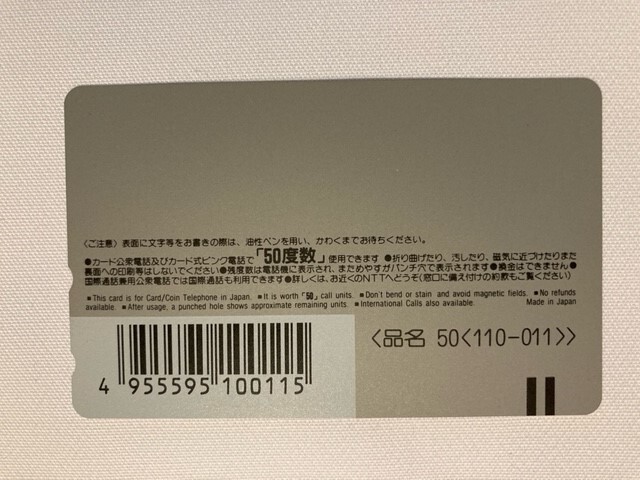 〈ご注意〉表面に文字等をお書きの際は、油性ペンを用い、かわくまでお待ちください。
●カード公衆電話及びカード式ピンク電話で「50度数」使用できます ●折り曲げたり、汚したり、磁気に近づけたりまた
裏面への印刷等はしないでください●残度数は電話機に表示され、まためやすがパンチ穴で表示されます●換金はできません●
国際通話兼用公衆電話では国際通話も利用できます●詳しくは、お近くのNTTへどうぞ(窓口に備え付けの約款もご覧ください)
■This card is for Card/Coin Telephone in Japan. ■It is worth「50」call units. ■Don't bend or stain and avoid magnetic fields. ■No refunds
available. ■After usage, a punched hole shows approximate remaining units. ■International Calls also available. Made in Japan
〈品名 50〈110-011〉〉
4 955595 100115